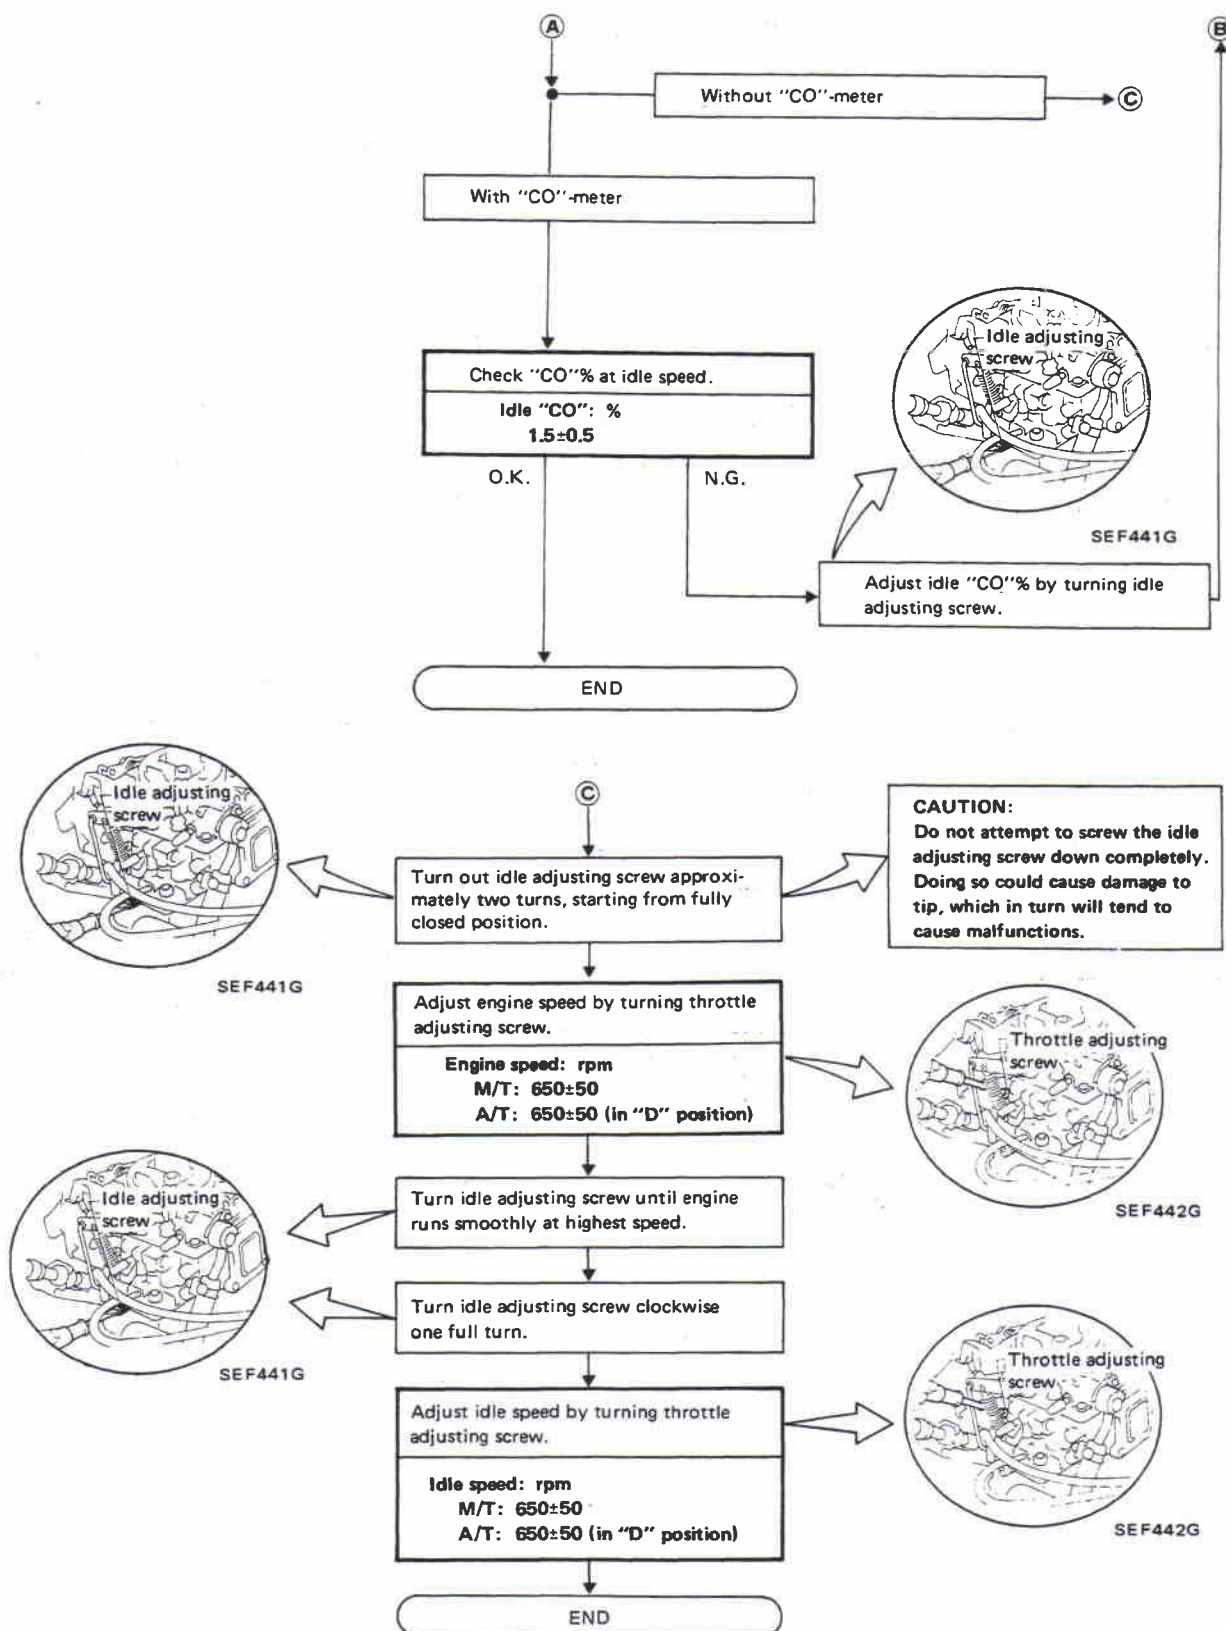 A
B
Without "CO"-meter
C
With "CO"-meter
Idle adjusting
screw
Check "CO"% at idle speed.
Idle "CO": %
1.5±0.5
O.K.
N.G.
SEF441G
Adjust idle "CO"% by turning idle
adjusting screw.
END
Idle adjusting
screw
SEF441G
C
CAUTION:
Do not attempt to screw the idle
adjusting screw down completely.
Doing so could cause damage to
tip, which in turn will tend to
cause malfunctions.
Turn out idle adjusting screw approxi-
mately two turns, starting from fully
closed position.
Adjust engine speed by turning throttle
adjusting screw.
Engine speed: rpm
M/T: 650±50
A/T: 650±50 (in "D" position)
Throttle adjusting
screw
SEF442G
Idle adjusting
screw
SEF441G
Turn idle adjusting screw until engine
runs smoothly at highest speed.
Turn idle adjusting screw clockwise
one full turn.
Throttle adjusting
screw
SEF442G
Adjust idle speed by turning throttle
adjusting screw.
Idle speed: rpm
M/T: 650±50
A/T: 650±50 (in "D" position)
END